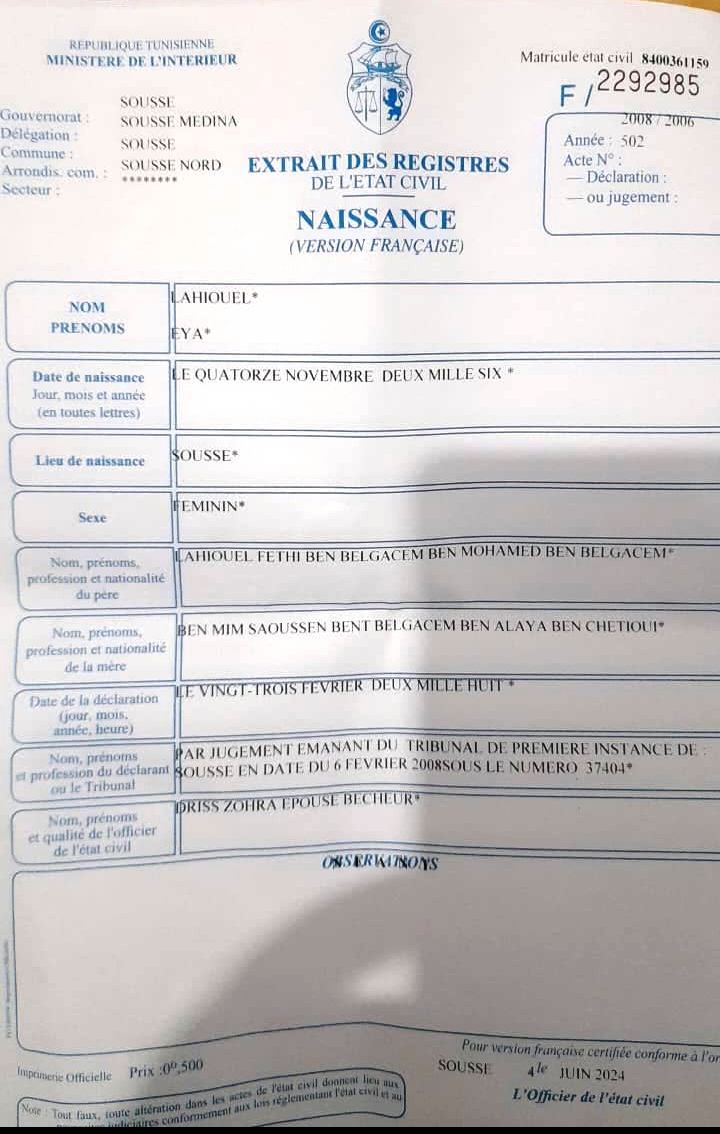 REPUBLIQUE TUNISIENNE
MINISTERE DE L'INTERIEUR
Matricule état civil 8400361159
F / 2292985
Gouvernorat : SOUSSE
Délégation : SOUSSE MEDINA
Commune : SOUSSE
Arrondis. com. : SOUSSE NORD
Secteur : ********
2008 / 2006
Année : 502
Acte N° :
— Déclaration :
— ou jugement :
EXTRAIT DES REGISTRES
DE L'ETAT CIVIL
NAISSANCE
(VERSION FRANÇAISE)
NOM
PRENOMS
LAHIOUEL*
EYA*
Date de naissance
Jour, mois et année
(en toutes lettres)
LE QUATORZE NOVEMBRE DEUX MILLE SIX *
Lieu de naissance
SOUSSE*
Sexe
FEMININ*
Nom, prénoms,
profession et nationalité
du père
LAHIOUEL FETHI BEN BELGACEM BEN MOHAMED BEN BELGACEM*
Nom, prénoms,
profession et nationalité
de la mère
BEN MIM SAOUSSEN BENT BELGACEM BEN ALAYA BEN CHETIOUI*
Date de la déclaration
(jour, mois,
année, heure)
LE VINGT-TROIS FEVRIER DEUX MILLE HUIT *
Nom, prénoms
et profession du déclarant
ou le Tribunal
PAR JUGEMENT EMANANT DU TRIBUNAL DE PREMIERE INSTANCE DE :
SOUSSE EN DATE DU 6 FEVRIER 2008SOUS LE NUMERO 37404*
Nom, prénoms
et qualité de l'officier
de l'état civil
DRISS ZOHRA EPOUSE BECHEUR*
OBSERVATIONS
Imprimerie Officielle Prix :0ᴰ,500
Pour version française certifiée conforme à l'or
SOUSSE 4 le JUIN 2024
L'Officier de l'état civil
Note : Tout faux, toute altération dans les actes de l'état civil donnent lieu aux
judiciaires conformement aux lois réglementant l'état civil et au